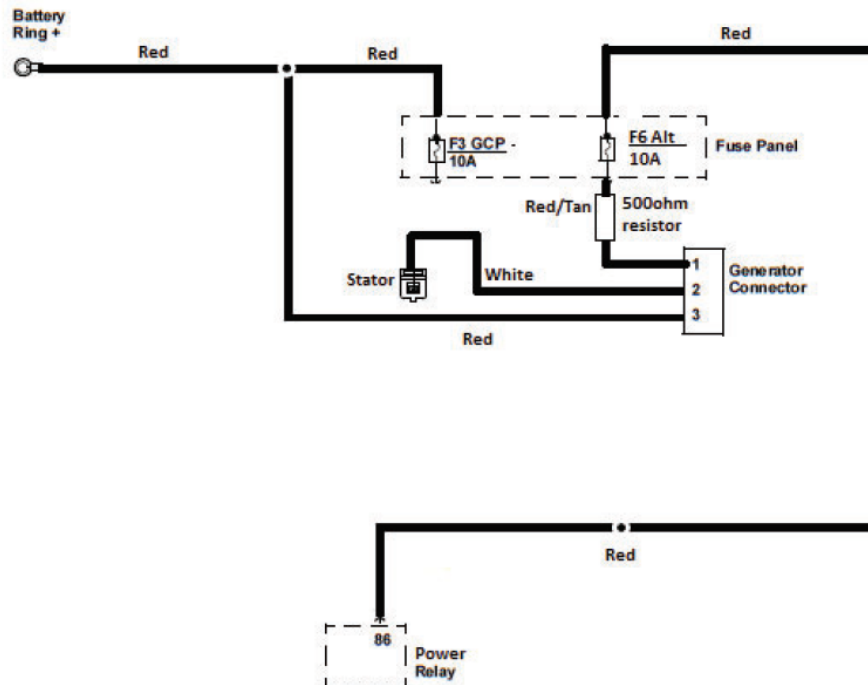 Battery
Ring +
Red
Red
Red
F3 GCP -
10A
F6 Alt
10A
Fuse Panel
Red/Tan
500ohm
resistor
Stator
White
1
2
3
Generator
Connector
Red
Red
86
Power
Relay